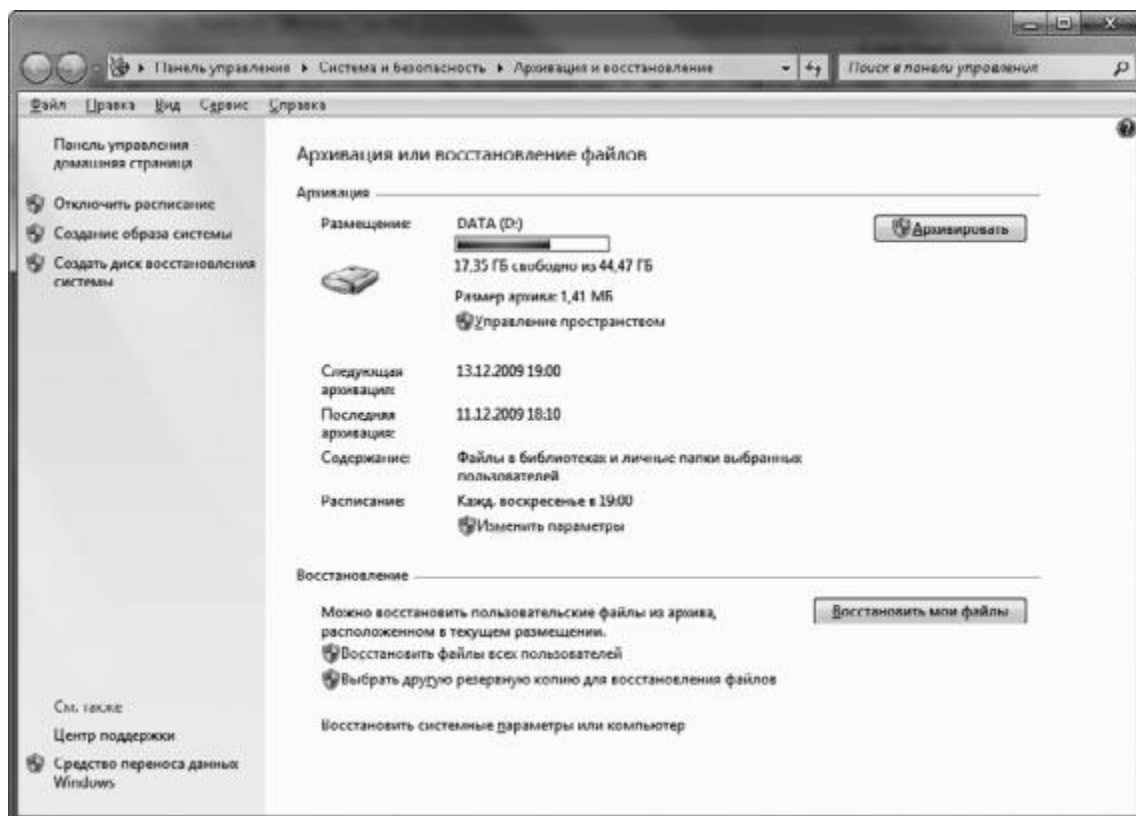 Панель управления ▸ Система и безопасность ▸ Архивация и восстановление
Поиск в панели управления
Файл Правка Вид Сервис Справка
Панель управления
домашняя страница
Отключить расписание
Создание образа системы
Создать диск восстановления
системы
См. также
Центр поддержки
Средство переноса данных
Windows
Архивация или восстановление файлов
Архивация
Размещение: DATA (D:)
Архивировать
17,35 ГБ свободно из 44,47 ГБ
Размер архива: 1,41 МБ
Управление пространством
Следующая 13.12.2009 19:00
архивация:
Последняя 11.12.2009 18:10
архивация:
Содержание: Файлы в библиотеках и личные папки выбранных
пользователей
Расписание: Кажд. воскресенье в 19:00
Изменить параметры
Восстановление
Можно восстановить пользовательские файлы из архива,
расположенном в текущем размещении.
Восстановить мои файлы
Восстановить файлы всех пользователей
Выбрать другую резервную копию для восстановления файлов
Восстановить системные параметры или компьютер